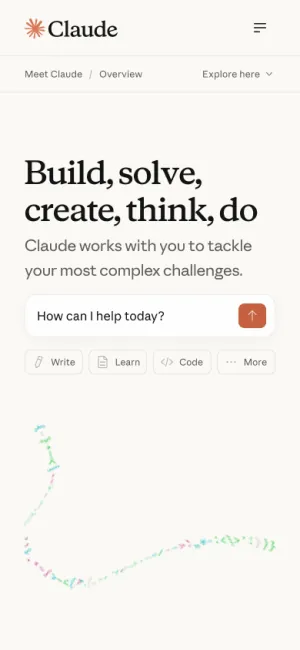 Claude
Meet Claude / Overview
Explore here
Build, solve,
create, think, do
Claude works with you to tackle
your most complex challenges.
How can I help today?
Write
Learn
Code
More